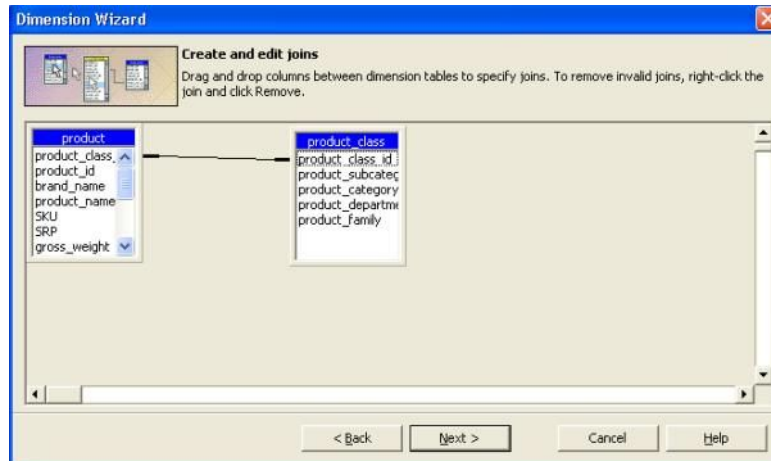 Dimension Wizard
Create and edit joins
Drag and drop columns between dimension tables to specify joins. To remove invalid joins, right-click the
join and click Remove.
product
product_class_
product_id
brand_name
product_name
SKU
SRP
gross_weight
product_class
product_class_id
product_subcateg
product_category
product_departme
product_family
< Back
Next >
Cancel
Help